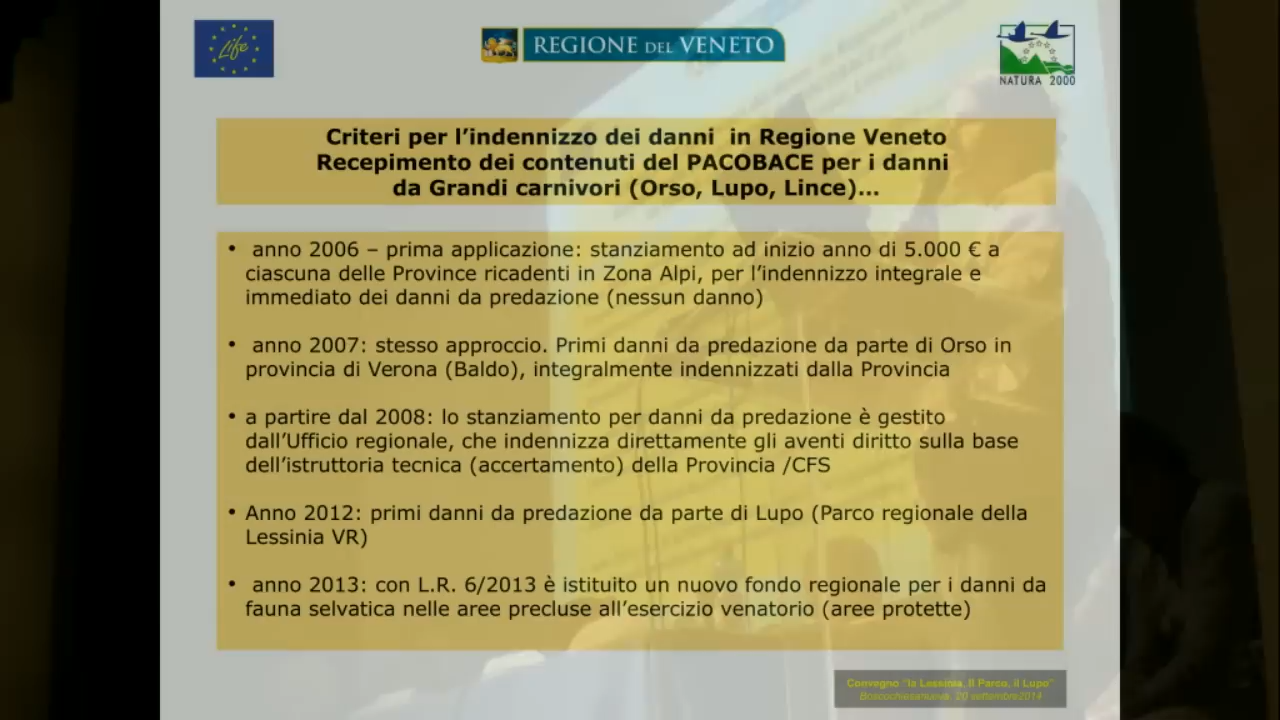 Life
REGIONE DEL VENETO
NATURA 2000
Criteri per l'indennizzo dei danni in Regione Veneto
Recepimento dei contenuti del PACOBACE per i danni
da Grandi carnivori (Orso, Lupo, Lince)…
• anno 2006 – prima applicazione: stanziamento ad inizio anno di 5.000 € a
ciascuna delle Province ricadenti in Zona Alpi, per l'indennizzo integrale e
immediato dei danni da predazione (nessun danno)
• anno 2007: stesso approccio. Primi danni da predazione da parte di Orso in
provincia di Verona (Baldo), integralmente indennizzati dalla Provincia
• a partire dal 2008: lo stanziamento per danni da predazione è gestito
dall'Ufficio regionale, che indennizza direttamente gli aventi diritto sulla base
dell'istruttoria tecnica (accertamento) della Provincia /CFS
• Anno 2012: primi danni da predazione da parte di Lupo (Parco regionale della
Lessinia VR)
• anno 2013: con L.R. 6/2013 è istituito un nuovo fondo regionale per i danni da
fauna selvatica nelle aree precluse all'esercizio venatorio (aree protette)
Convegno "la Lessinia, Il Parco, il Lupo"
Boscochiesanuova, 20 settembre2014